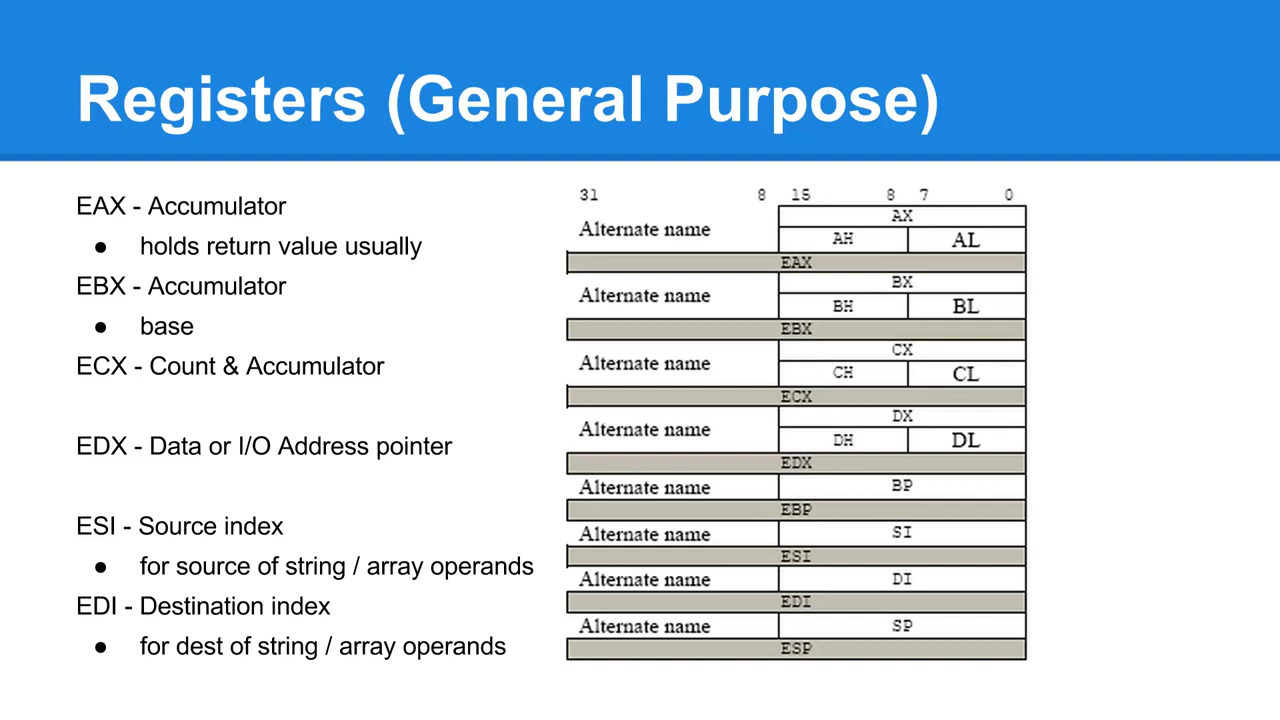 Registers (General Purpose)
EAX - Accumulator
● holds return value usually
EBX - Accumulator
● base
ECX - Count & Accumulator
EDX - Data or I/O Address pointer
ESI - Source index
● for source of string / array operands
EDI - Destination index
● for dest of string / array operands
31 8 15 8 7 0
AX
Alternate name
AH AL
EAX
BX
Alternate name
BH BL
EBX
CX
Alternate name
CH CL
ECX
DX
Alternate name
DH DL
EDX
Alternate name BP
EBP
Alternate name SI
ESI
Alternate name DI
EDI
Alternate name SP
ESP